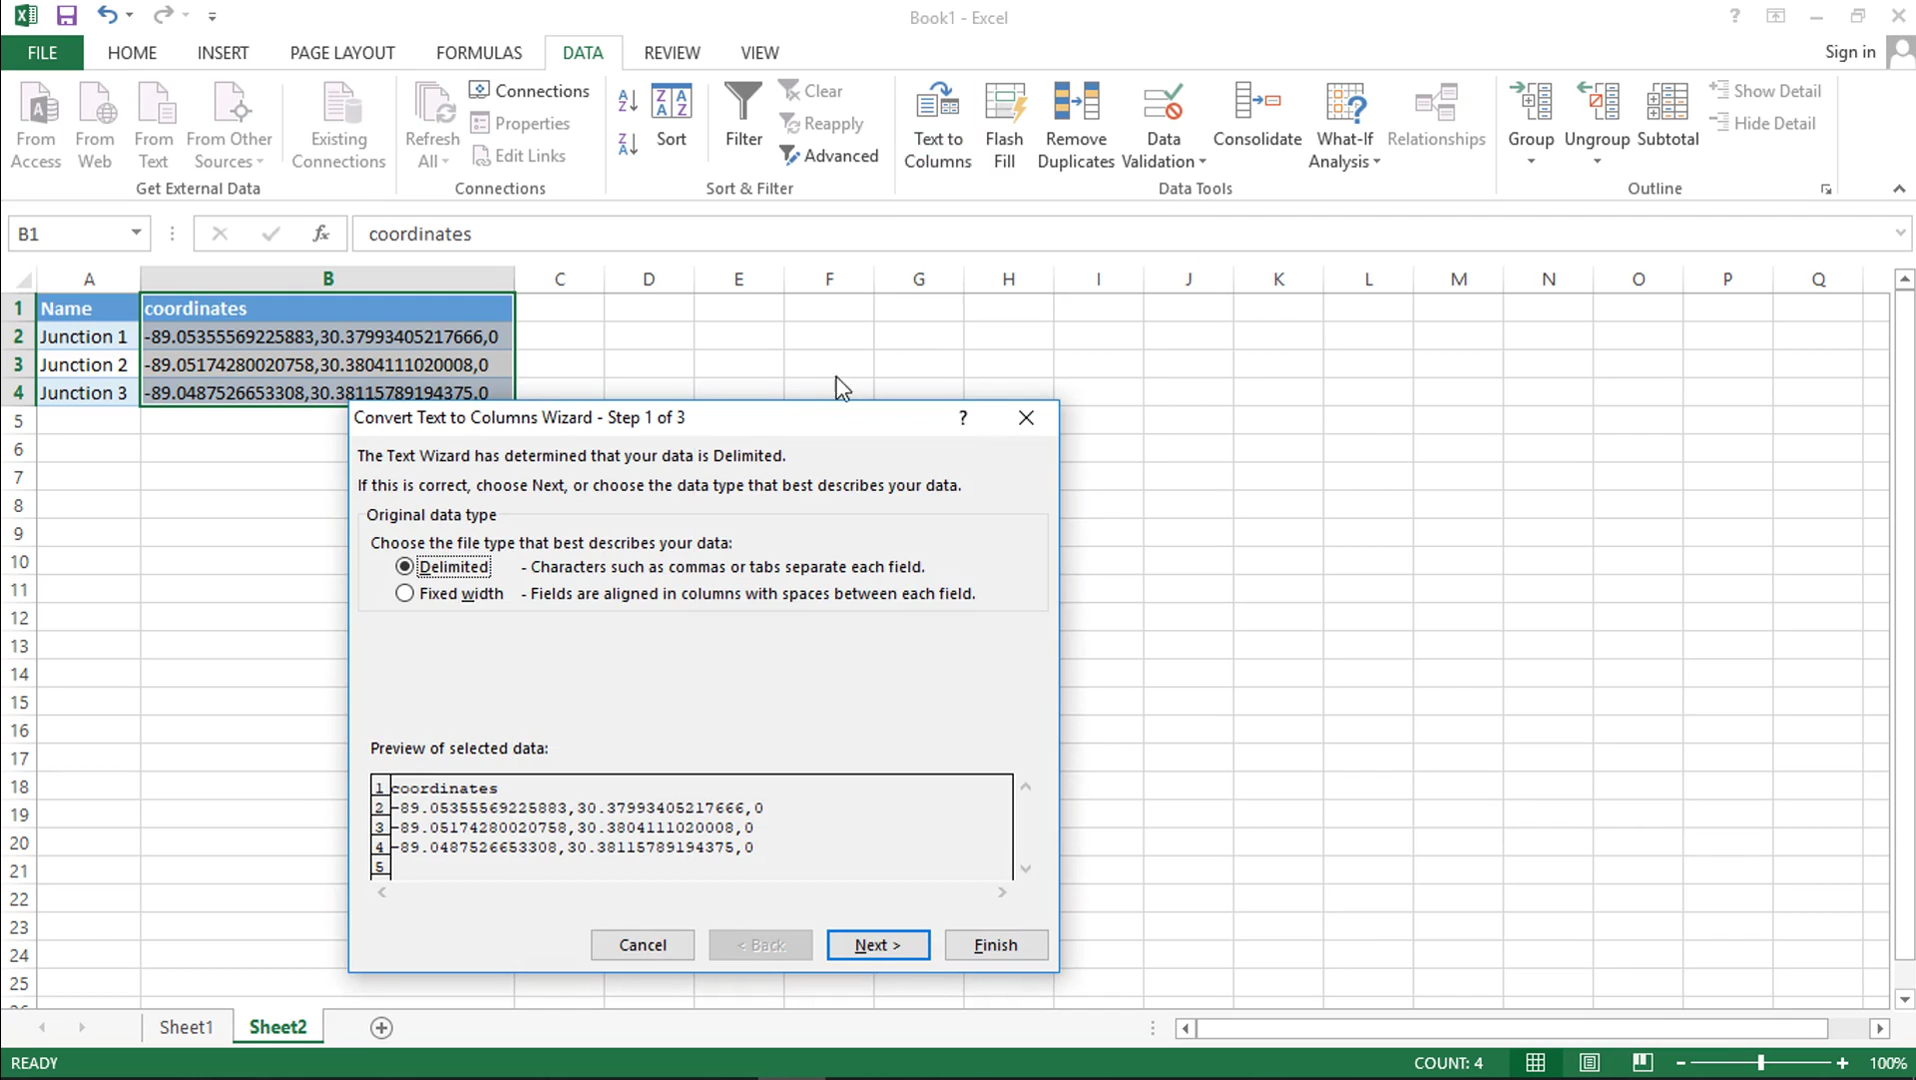 Book1 - Excel
?
FILE HOME INSERT PAGE LAYOUT FORMULAS DATA REVIEW VIEW Sign in
From Access
From Web
From Text
From Other Sources
Existing Connections
Get External Data
Refresh All
Connections
Properties
Edit Links
Connections
Sort
Filter
Clear
Reapply
Advanced
Sort & Filter
Text to Columns
Flash Fill
Remove Duplicates
Data Validation
Consolidate
What-If Analysis
Relationships
Data Tools
Group
Ungroup
Subtotal
Show Detail
Hide Detail
Outline
B1 fx coordinates
A B C D E F G H I J K L M N O P Q
1 Name coordinates
2 Junction 1 -89.05355569225883,30.37993405217666,0
3 Junction 2 -89.05174280020758,30.3804111020008,0
4 Junction 3 -89.0487526653308,30.38115789194375,0
5
6
7
8
9
10
11
12
13
14
15
16
17
18
19
20
21
22
23
24
25
Convert Text to Columns Wizard - Step 1 of 3 ?
The Text Wizard has determined that your data is Delimited.
If this is correct, choose Next, or choose the data type that best describes your data.
Original data type
Choose the file type that best describes your data:
Delimited - Characters such as commas or tabs separate each field.
Fixed width - Fields are aligned in columns with spaces between each field.
Preview of selected data:
1 coordinates
2 -89.05355569225883,30.37993405217666,0
3 -89.05174280020758,30.3804111020008,0
4 -89.0487526653308,30.38115789194375,0
5
Cancel < Back Next > Finish
Sheet1 Sheet2
READY COUNT: 4 100%